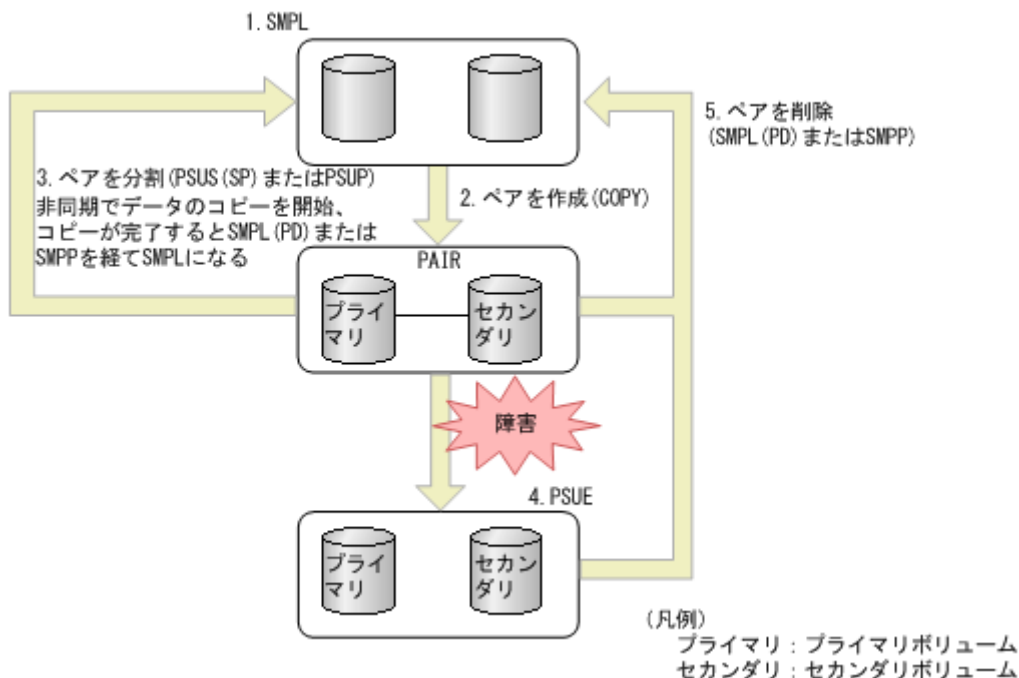 1. SMPL
5. ペアを削除
(SMPL(PD)またはSMPP)
3. ペアを分割(PSUS(SP)またはPSUP)
非同期でデータのコピーを開始、
コピーが完了するとSMPL(PD)または
SMPPを経てSMPLになる
2. ペアを作成(COPY)
PAIR
プライ
マリ
セカン
ダリ
障害
4. PSUE
プライ
マリ
セカン
ダリ
(凡例)
プライマリ：プライマリボリューム
セカンダリ：セカンダリボリューム